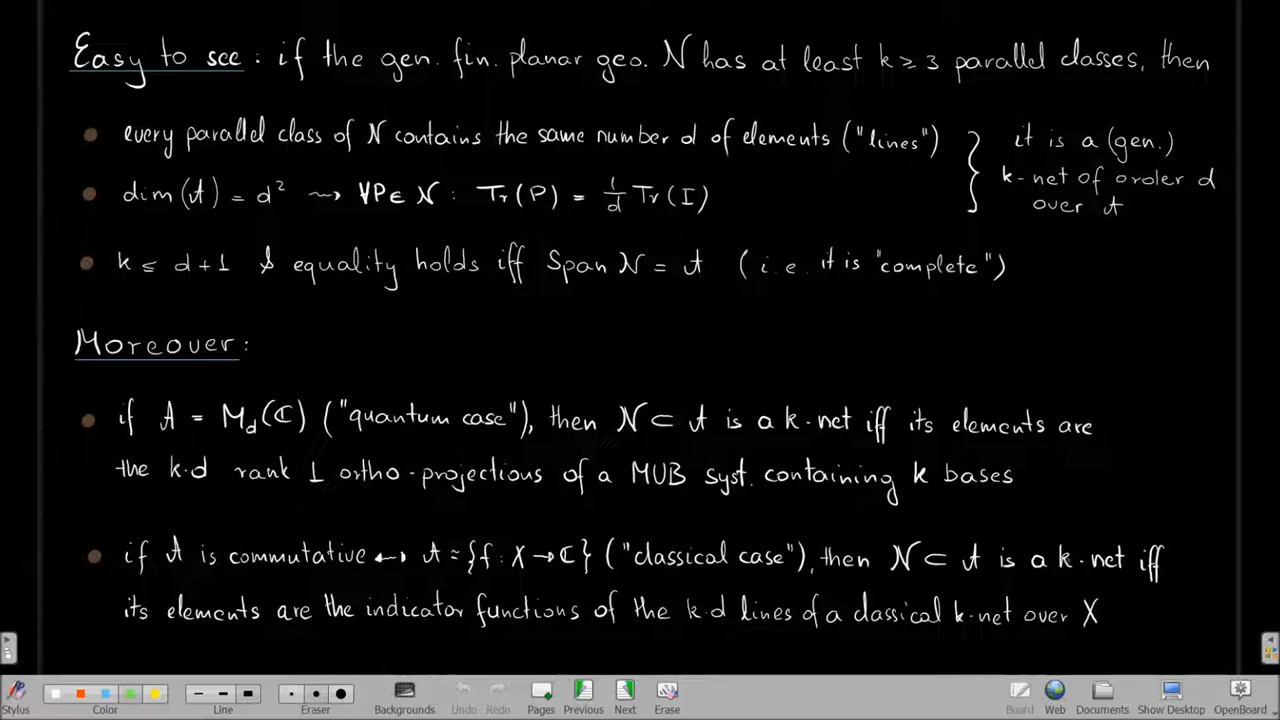 Easy to see: if the gen. fin. planar geo. N has at least k ≥ 3 parallel classes, then
every parallel class of N contains the same number d of elements ("lines")
it is a (gen.)
k-net of order d
over A
dim(A) = d² ⇝ ∀P∈N: Tr(P) = 1/d Tr(I)
k ≤ d+1 & equality holds iff Span N = A (i.e. it is "complete")
Moreover:
if A = M_d(ℂ) ("quantum case"), then N ⊂ A is a k-net iff its elements are
the k·d rank 1 ortho-projections of a MUB syst. containing k bases
if A is commutative ↔ A ≈ {f: X → ℂ} ("classical case"), then N ⊂ A is a k-net iff
its elements are the indicator functions of the k·d lines of a classical k-net over X
Stylus
Color
Line
Eraser
Backgrounds
Undo
Redo
Pages
Previous
Next
Erase
Board
Web
Documents
Show Desktop
OpenBoard